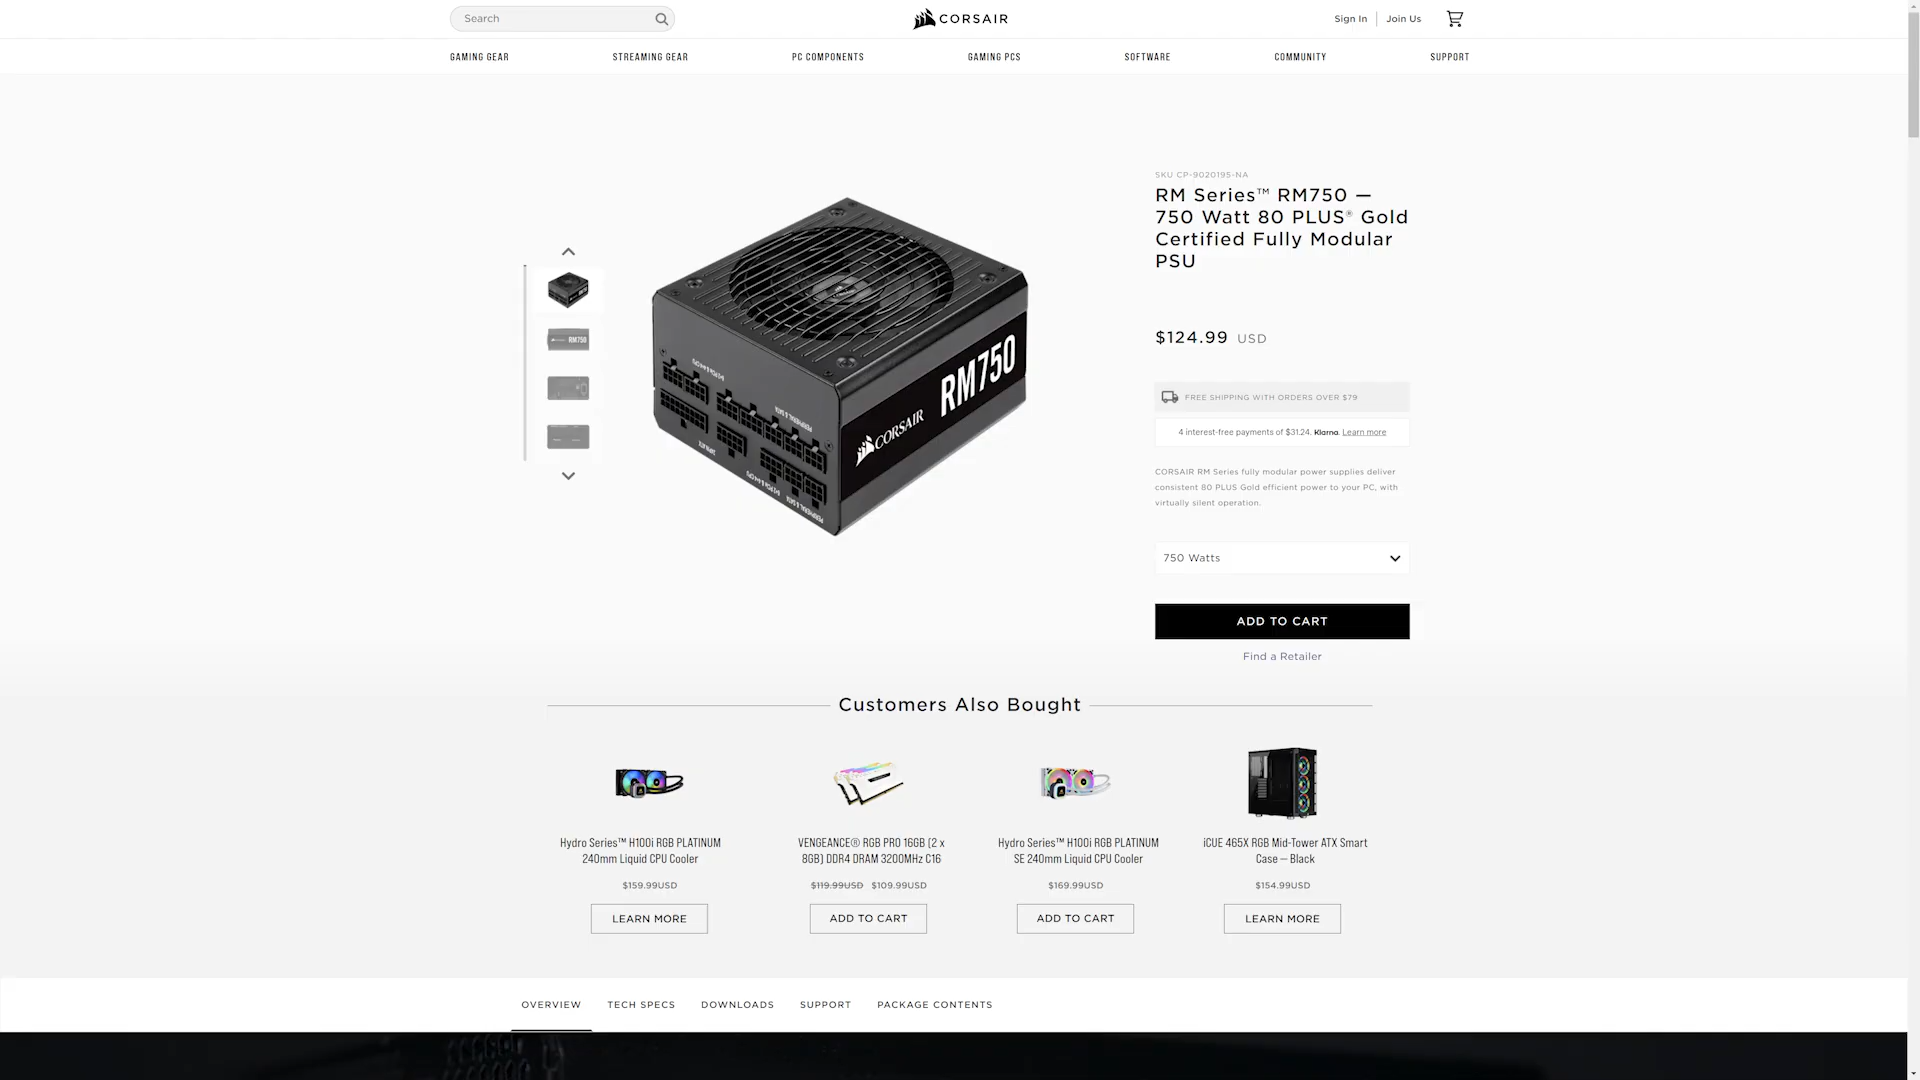 Search
CORSAIR
Sign In
Join Us
GAMING GEAR
STREAMING GEAR
PC COMPONENTS
GAMING PCS
SOFTWARE
COMMUNITY
SUPPORT
SKU CP-9020195-NA
RM Series™ RM750 —
750 Watt 80 PLUS® Gold
Certified Fully Modular
PSU
RM750
CORSAIR
RM750
$124.99 USD
FREE SHIPPING WITH ORDERS OVER $79
4 interest-free payments of $31.24. Klarna. Learn more
CORSAIR RM Series fully modular power supplies deliver
consistent 80 PLUS Gold efficient power to your PC, with
virtually silent operation.
750 Watts
ADD TO CART
Find a Retailer
Customers Also Bought
Hydro Series™ H100i RGB PLATINUM
240mm Liquid CPU Cooler
$159.99USD
LEARN MORE
VENGEANCE® RGB PRO 16GB (2 x
8GB) DDR4 DRAM 3200MHz C16
$119.99USD $109.99USD
ADD TO CART
Hydro Series™ H100i RGB PLATINUM
SE 240mm Liquid CPU Cooler
$169.99USD
ADD TO CART
iCUE 465X RGB Mid-Tower ATX Smart
Case — Black
$154.99USD
LEARN MORE
OVERVIEW
TECH SPECS
DOWNLOADS
SUPPORT
PACKAGE CONTENTS